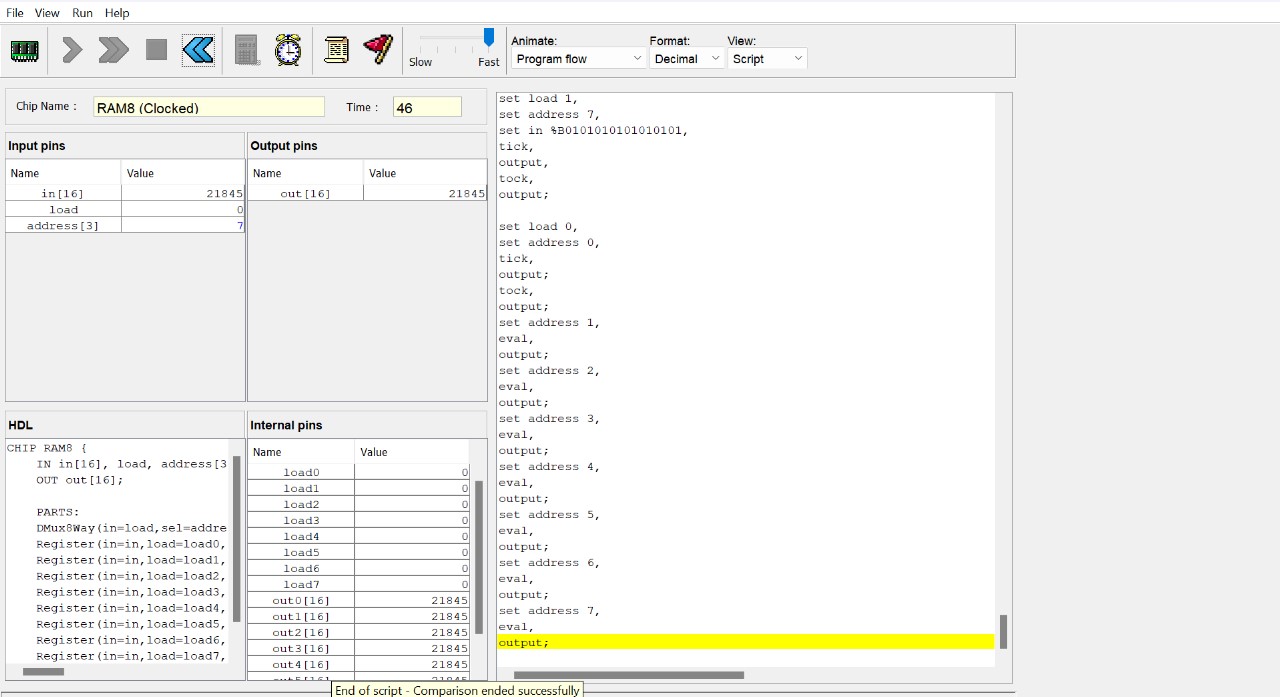 File View Run Help
Slow Fast
Animate: Format: View:
Program flow Decimal Script
Chip Name : RAM8 (Clocked) Time : 46
Input pins
Name Value
in[16] 21845
load 0
address[3] 7
Output pins
Name Value
out[16] 21845
HDL
CHIP RAM8 {
IN in[16], load, address[3
OUT out[16];
PARTS:
DMux8Way(in=load,sel=addre
Register(in=in,load=load0,
Register(in=in,load=load1,
Register(in=in,load=load2,
Register(in=in,load=load3,
Register(in=in,load=load4,
Register(in=in,load=load5,
Register(in=in,load=load6,
Register(in=in,load=load7,
Internal pins
Name Value
load0 0
load1 0
load2 0
load3 0
load4 0
load5 0
load6 0
load7 0
out0[16] 21845
out1[16] 21845
out2[16] 21845
out3[16] 21845
out4[16] 21845
set load 1,
set address 7,
set in %B0101010101010101,
tick,
output,
tock,
output;
set load 0,
set address 0,
tick,
output;
tock,
output;
set address 1,
eval,
output;
set address 2,
eval,
output;
set address 3,
eval,
output;
set address 4,
eval,
output;
set address 5,
eval,
output;
set address 6,
eval,
output;
set address 7,
eval,
output;
End of script - Comparison ended successfully